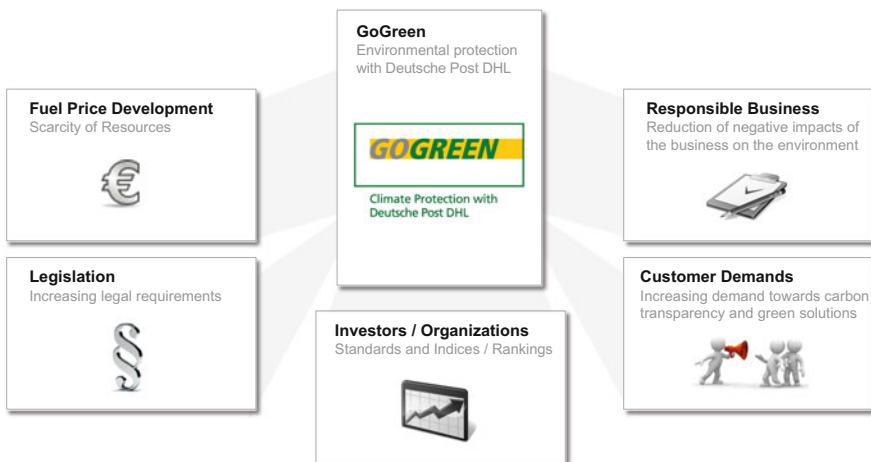 GoGreen
Environmental protection
with Deutsche Post DHL
GOGREEN
Climate Protection with
Deutsche Post DHL
Fuel Price Development
Scarcity of Resources
€
Responsible Business
Reduction of negative impacts of
the business on the environment
Legislation
Increasing legal requirements
§
Investors / Organizations
Standards and Indices / Rankings
Customer Demands
Increasing demand towards carbon
transparency and green solutions